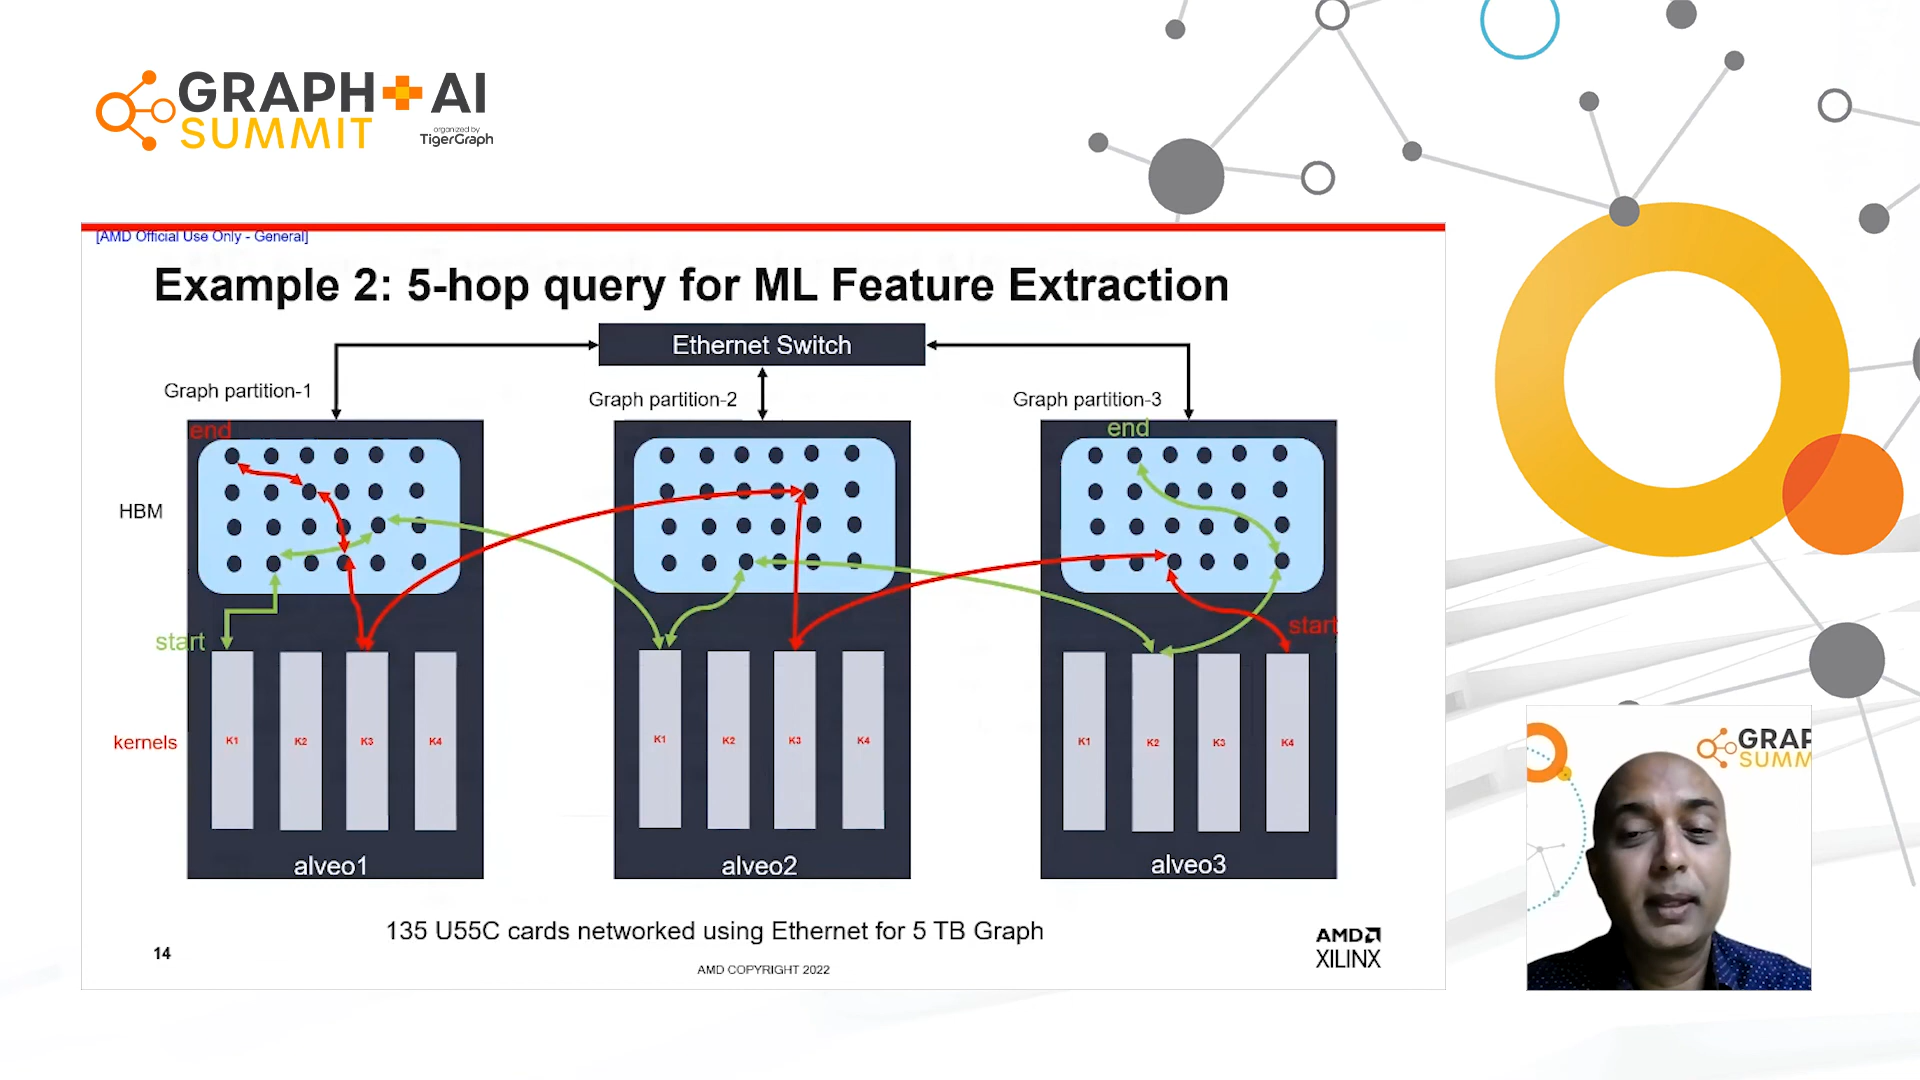 GRAPH+AI
SUMMIT
organized by
TigerGraph
[AMD Official Use Only - General]
Example 2: 5-hop query for ML Feature Extraction
Ethernet Switch
Graph partition-1
Graph partition-2
Graph partition-3
end
end
HBM
start
start
kernels
K1 K2 K3 K4
K1 K2 K3 K4
K1 K2 K3 K4
alveo1
alveo2
alveo3
135 U55C cards networked using Ethernet for 5 TB Graph
14
AMD COPYRIGHT 2022
AMD
XILINX
GRAP
SUMM